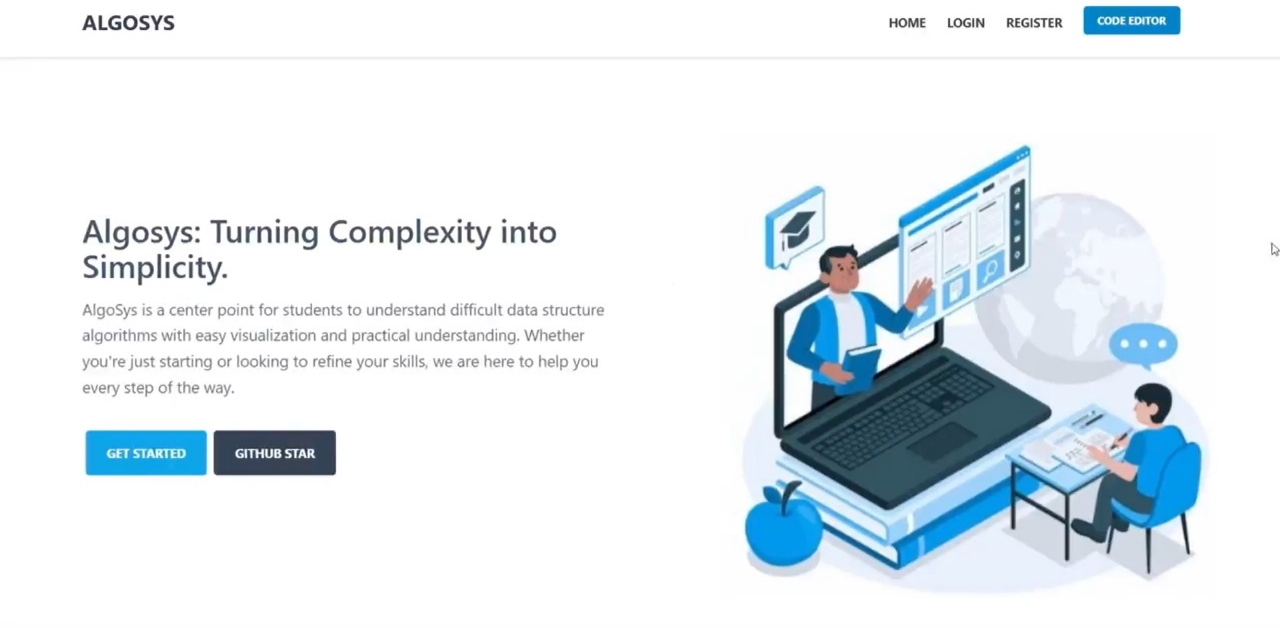 ALGOSYS
HOME LOGIN REGISTER CODE EDITOR
Algosys: Turning Complexity into
Simplicity.
AlgoSys is a center point for students to understand difficult data structure
algorithms with easy visualization and practical understanding. Whether
you're just starting or looking to refine your skills, we are here to help you
every step of the way.
GET STARTED GITHUB STAR